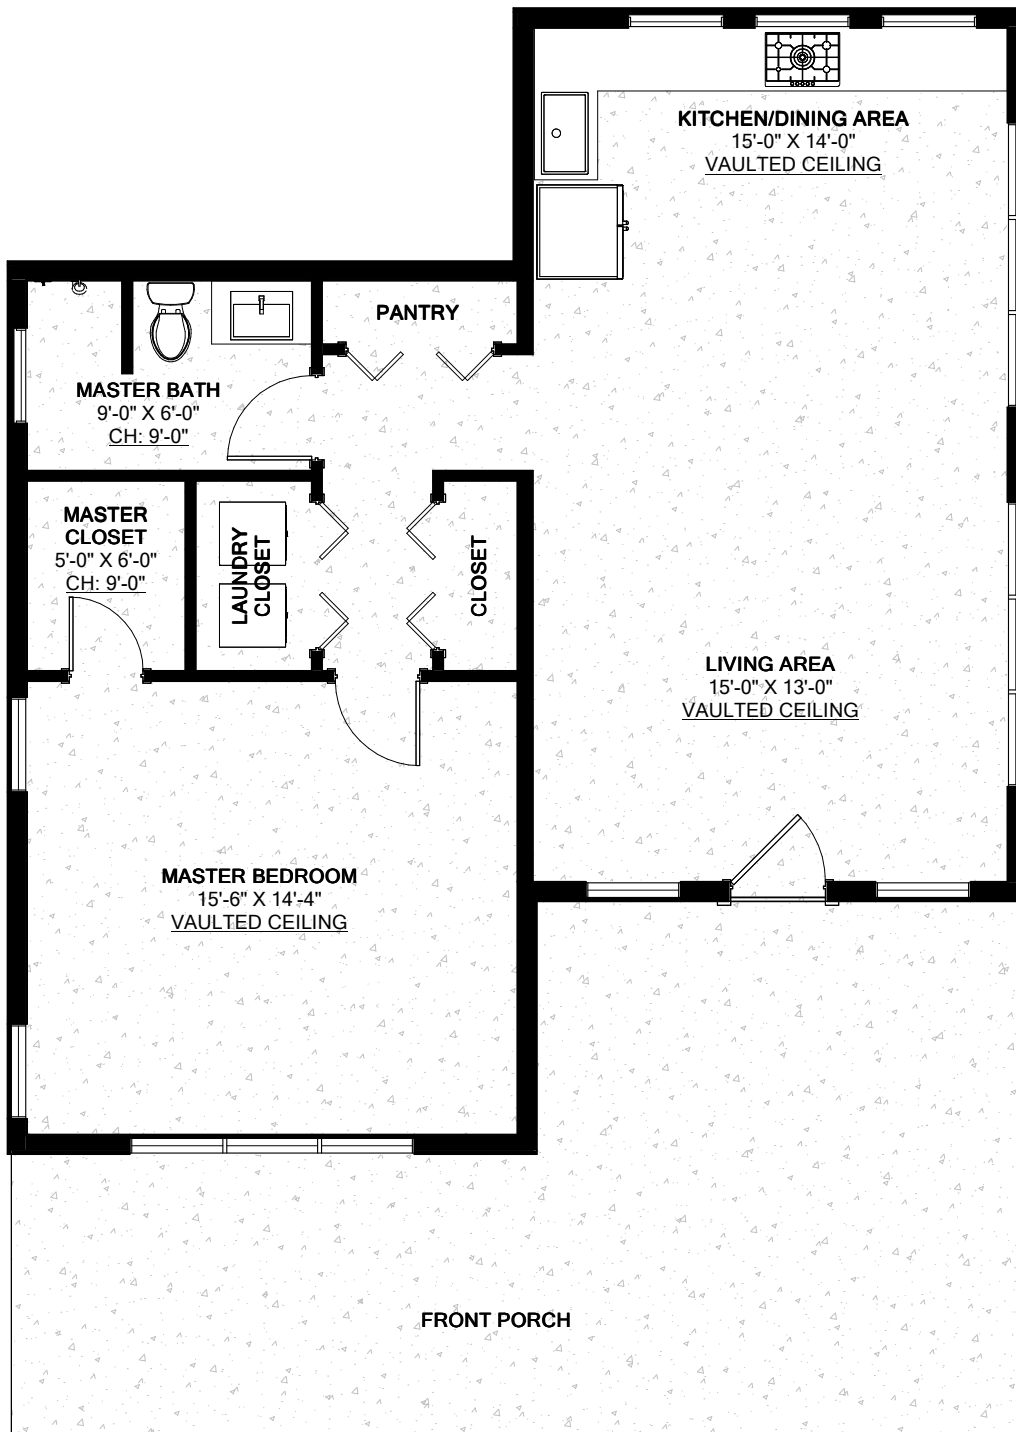 KITCHEN/DINING AREA
15'-0" X 14'-0"
VAULTED CEILING
PANTRY
MASTER BATH
9'-0" X 6'-0"
CH: 9'-0"
MASTER
CLOSET
5'-0" X 6'-0"
CH: 9'-0"
LAUNDRY
CLOSET
CLOSET
LIVING AREA
15'-0" X 13'-0"
VAULTED CEILING
MASTER BEDROOM
15'-6" X 14'-4"
VAULTED CEILING
FRONT PORCH